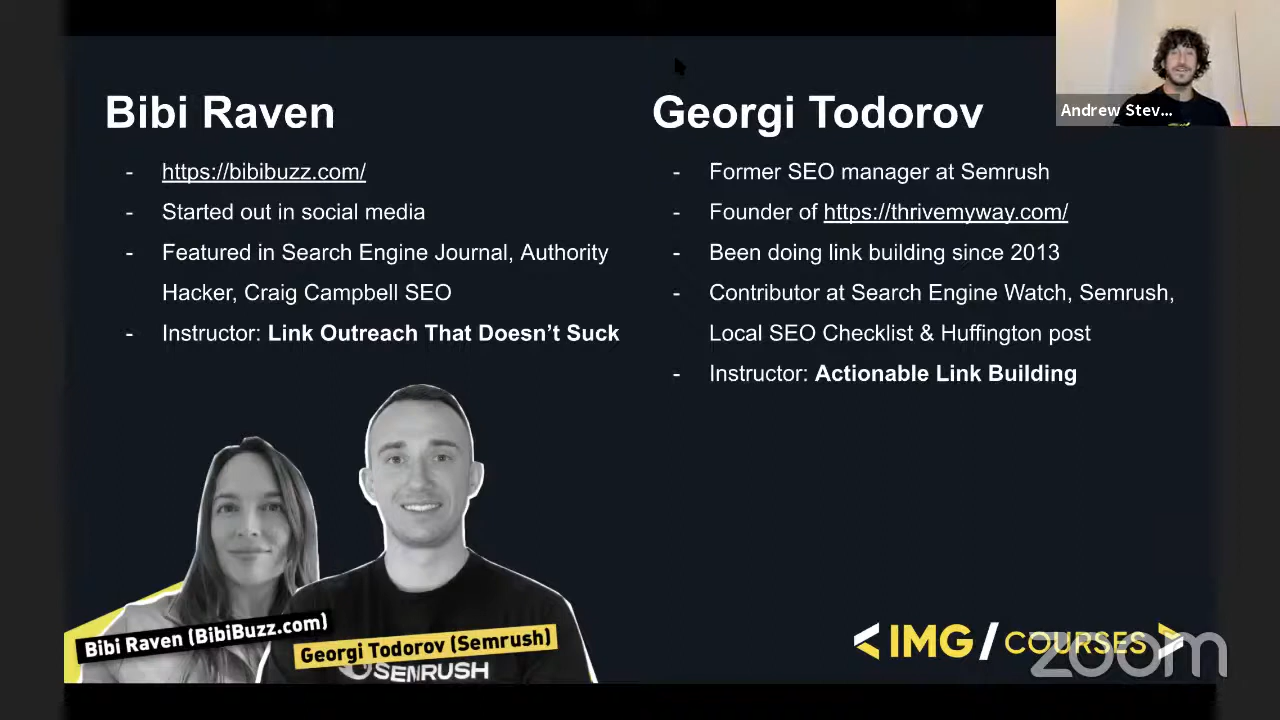 Bibi Raven
- https://bibibuzz.com/
- Started out in social media
- Featured in Search Engine Journal, Authority
Hacker, Craig Campbell SEO
- Instructor: Link Outreach That Doesn’t Suck
Georgi Todorov
- Former SEO manager at Semrush
- Founder of https://thrivemyway.com/
- Been doing link building since 2013
- Contributor at Search Engine Watch, Semrush,
Local SEO Checklist & Huffington post
- Instructor: Actionable Link Building
Andrew Stev...
Bibi Raven (BibiBuzz.com)
Georgi Todorov (Semrush)
SEMRUSH
<IMG/COURSES>
zoom